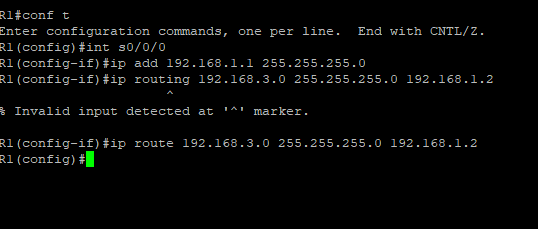 R1#conf t
Enter configuration commands, one per line.  End with CNTL/Z.
R1(config)#int s0/0/0
R1(config-if)#ip add 192.168.1.1 255.255.255.0
R1(config-if)#ip routing 192.168.3.0 255.255.255.0 192.168.1.2
                     ^
% Invalid input detected at '^' marker.

R1(config-if)#ip route 192.168.3.0 255.255.255.0 192.168.1.2
R1(config)#